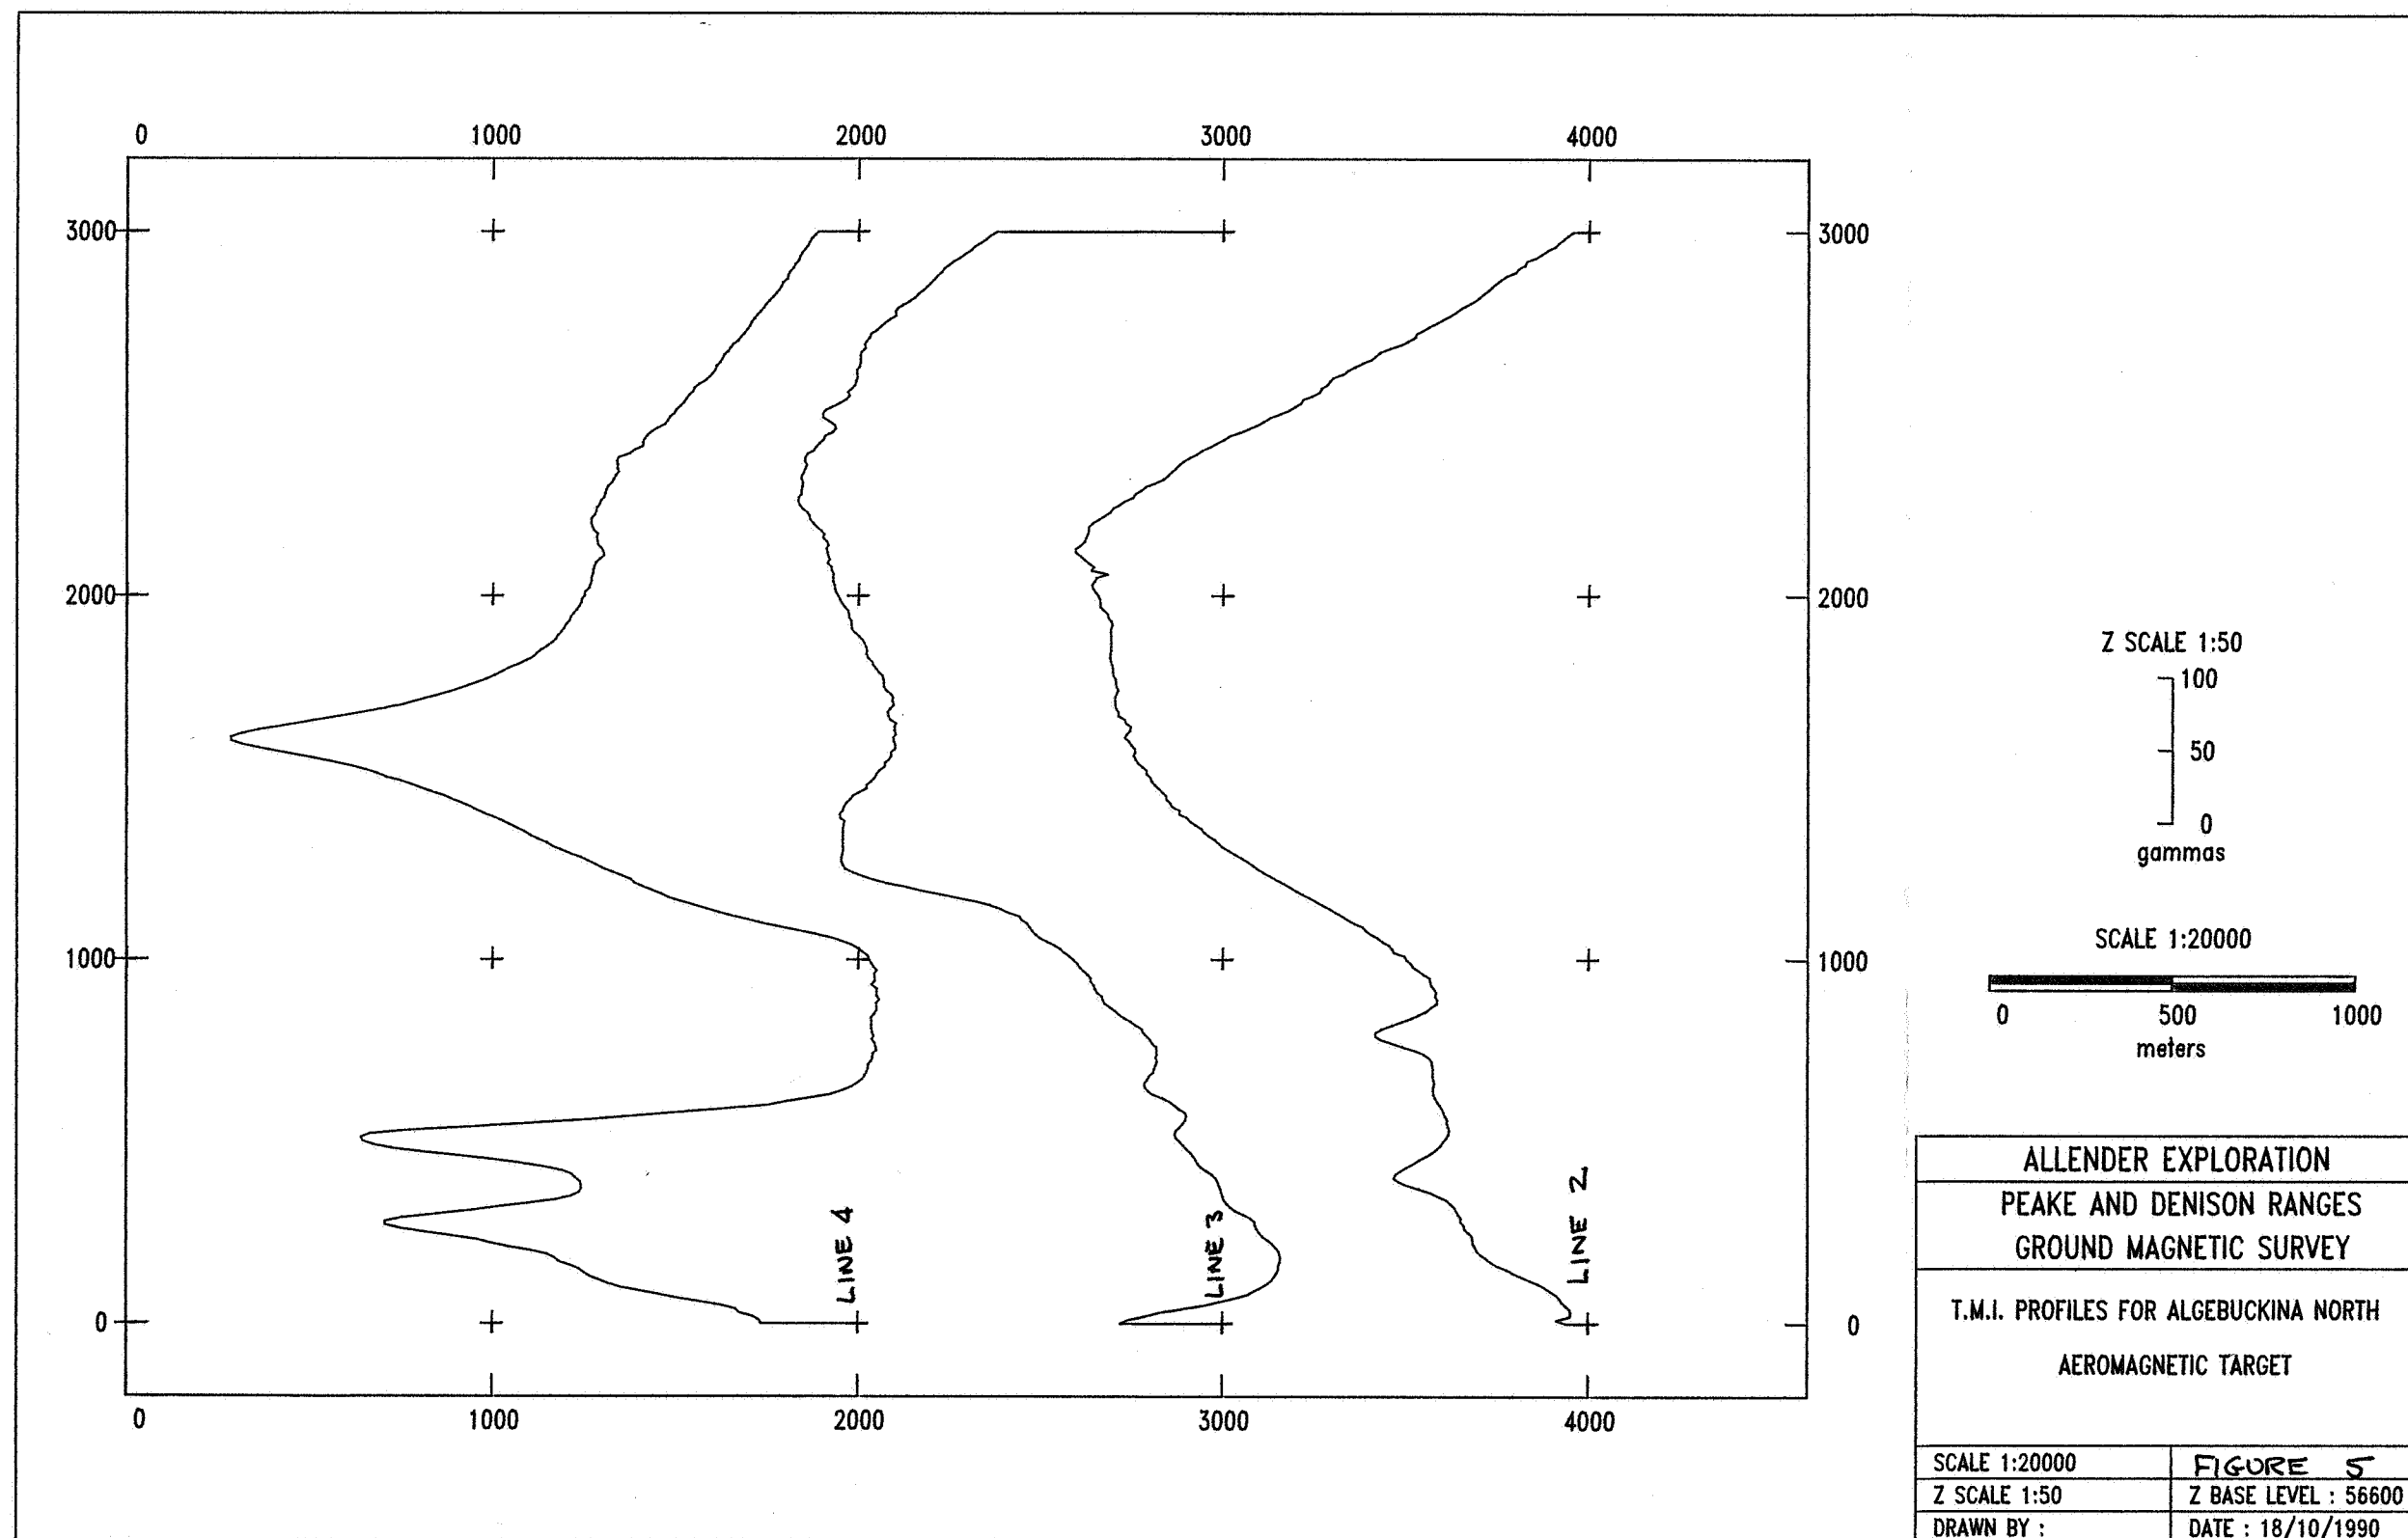 0 1000 2000 3000 4000
3000 3000
2000 2000
1000 1000
0 0
LINE 4
LINE 3
LINE 2
0 1000 2000 3000 4000
Z SCALE 1:50
100
50
0
gammas
SCALE 1:20000
0 500 1000
meters
ALLENDER EXPLORATION
PEAKE AND DENISON RANGES
GROUND MAGNETIC SURVEY
T.M.I. PROFILES FOR ALGEBUCKINA NORTH
AEROMAGNETIC TARGET
SCALE 1:20000 FIGURE 5
Z SCALE 1:50 Z BASE LEVEL : 56600
DRAWN BY : DATE : 18/10/1990